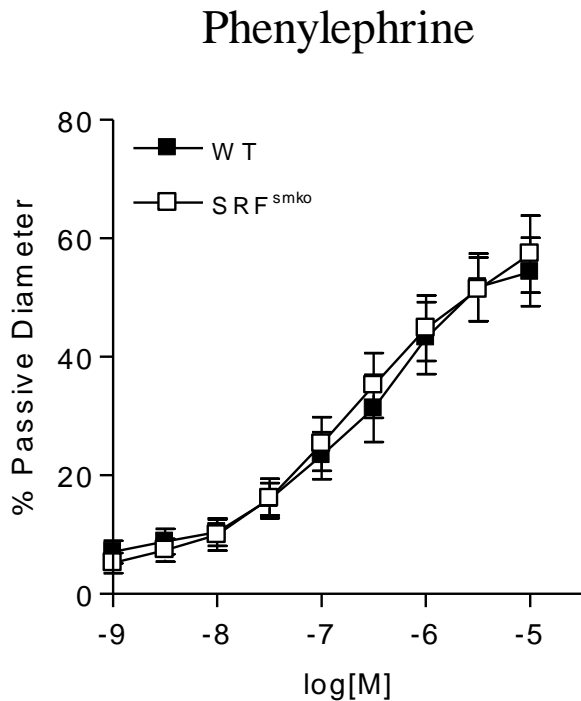 Phenylephrine
80
WT
SRF^smko
60
% Passive Diameter
40
20
0
-9 -8 -7 -6 -5
log[M]